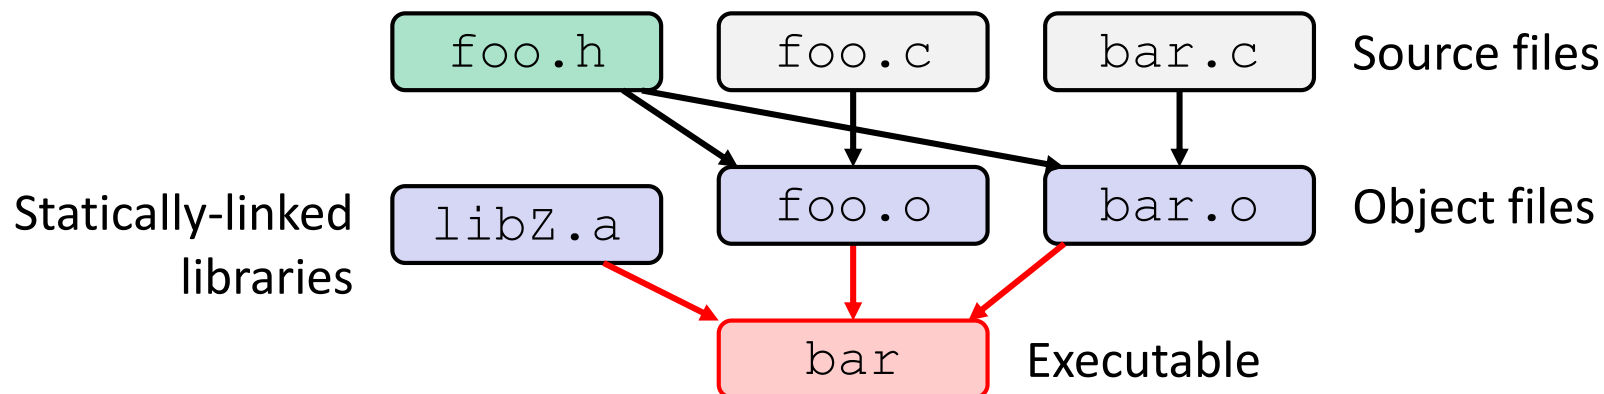 foo.h
foo.c
bar.c
Source files
Statically-linked
libraries
libZ.a
foo.o
bar.o
Object files
bar
Executable